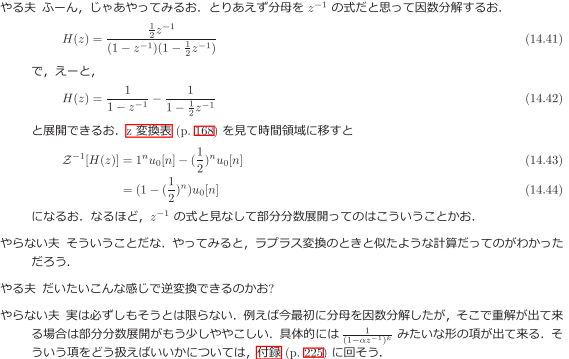 やる夫 ふーん，じゃあやってみるお．とりあえず分母を z^{-1} の式だと思って因数分解するお．
H(z) = \frac{\frac{1}{2}z^{-1}}{(1 - z^{-1})(1 - \frac{1}{2}z^{-1})} (14.41)
で，えーと，
H(z) = \frac{1}{1 - z^{-1}} - \frac{1}{1 - \frac{1}{2}z^{-1}} (14.42)
と展開できるお．z 変換表 (p. 168) を見て時間領域に移すと
\mathcal{Z}^{-1}[H(z)] = 1^n u_0[n] - (\frac{1}{2})^n u_0[n] (14.43)
= (1 - (\frac{1}{2})^n) u_0[n] (14.44)
になるお．なるほど，z^{-1} の式と見なして部分分数展開ってのはこういうことかお．
やらない夫 そういうことだな．やってみると，ラプラス変換のときと似たような計算だってのがわかった
だろう．
やる夫 だいたいこんな感じで逆変換できるのかお?
やらない夫 実は必ずしもそうとは限らない．例えば今最初に分母を因数分解したが，そこで重解が出て来
る場合は部分分数展開がもう少しややこしい．具体的には \frac{1}{(1-\alpha z^{-1})^k} みたいな形の項が出て来る．そ
ういう項をどう扱えばいいかについては，付録 (p. 225) に回そう．